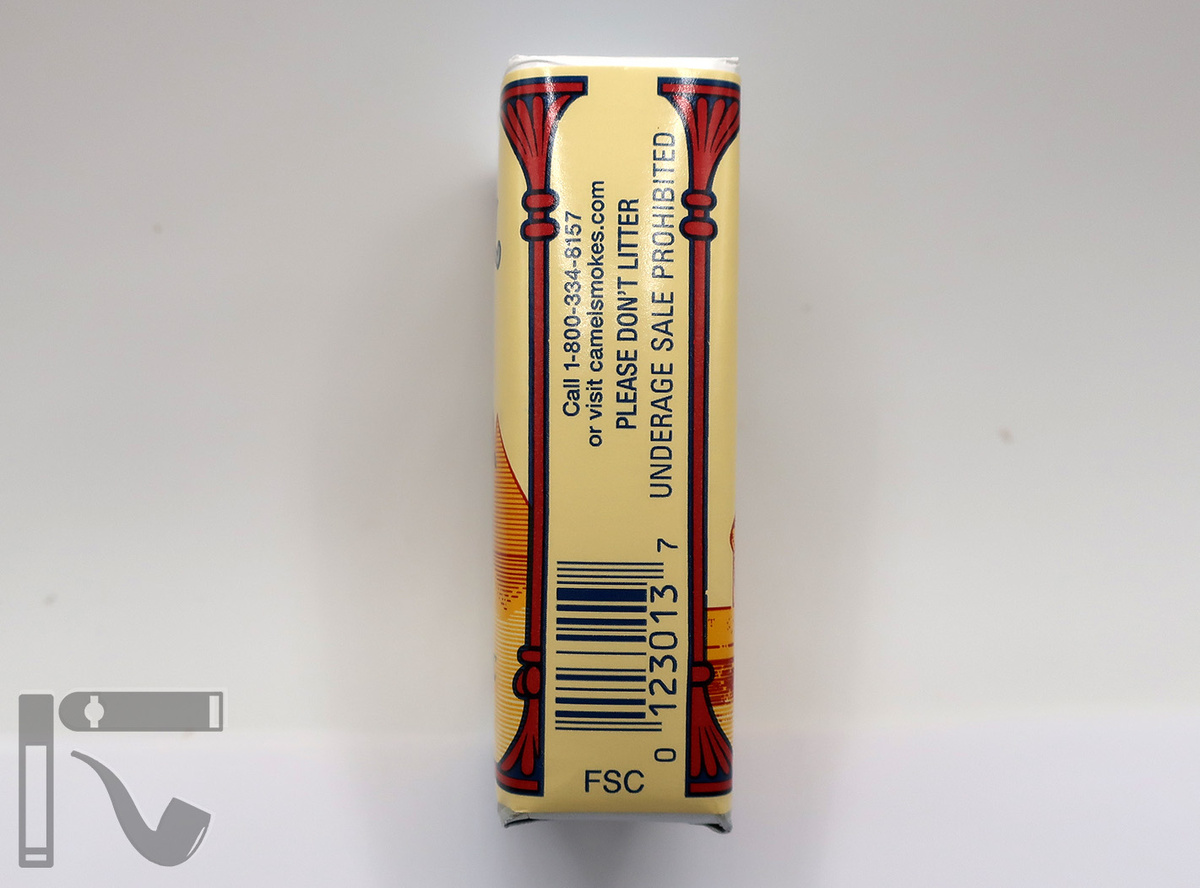 Call 1-800-334-8157
or visit camelsmokes.com
PLEASE DON'T LITTER
UNDERAGE SALE PROHIBITED
0 123013 7
FSC